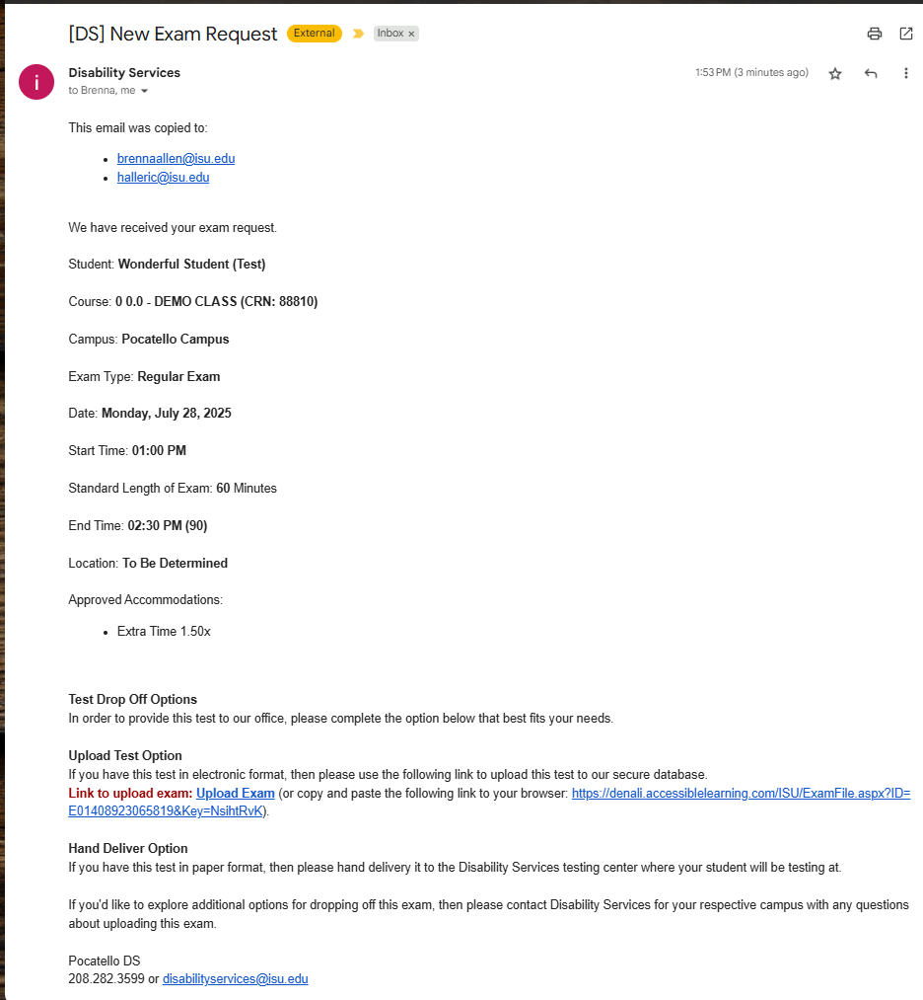 [DS] New Exam Request External Inbox x
i
Disability Services 1:53 PM (3 minutes ago)
to Brenna, me
This email was copied to:
• brennaallen@isu.edu
• halleric@isu.edu
We have received your exam request.
Student: Wonderful Student (Test)
Course: 0 0.0 - DEMO CLASS (CRN: 88810)
Campus: Pocatello Campus
Exam Type: Regular Exam
Date: Monday, July 28, 2025
Start Time: 01:00 PM
Standard Length of Exam: 60 Minutes
End Time: 02:30 PM (90)
Location: To Be Determined
Approved Accommodations:
• Extra Time 1.50x
Test Drop Off Options
In order to provide this test to our office, please complete the option below that best fits your needs.
Upload Test Option
If you have this test in electronic format, then please use the following link to upload this test to our secure database.
Link to upload exam: Upload Exam (or copy and paste the following link to your browser: https://denali.accessiblelearning.com/ISU/ExamFile.aspx?ID=
E01408923065819&Key=NsihtRvK).
Hand Deliver Option
If you have this test in paper format, then please hand delivery it to the Disability Services testing center where your student will be testing at.
If you'd like to explore additional options for dropping off this exam, then please contact Disability Services for your respective campus with any questions
about uploading this exam.
Pocatello DS
208.282.3599 or disabilityservices@isu.edu